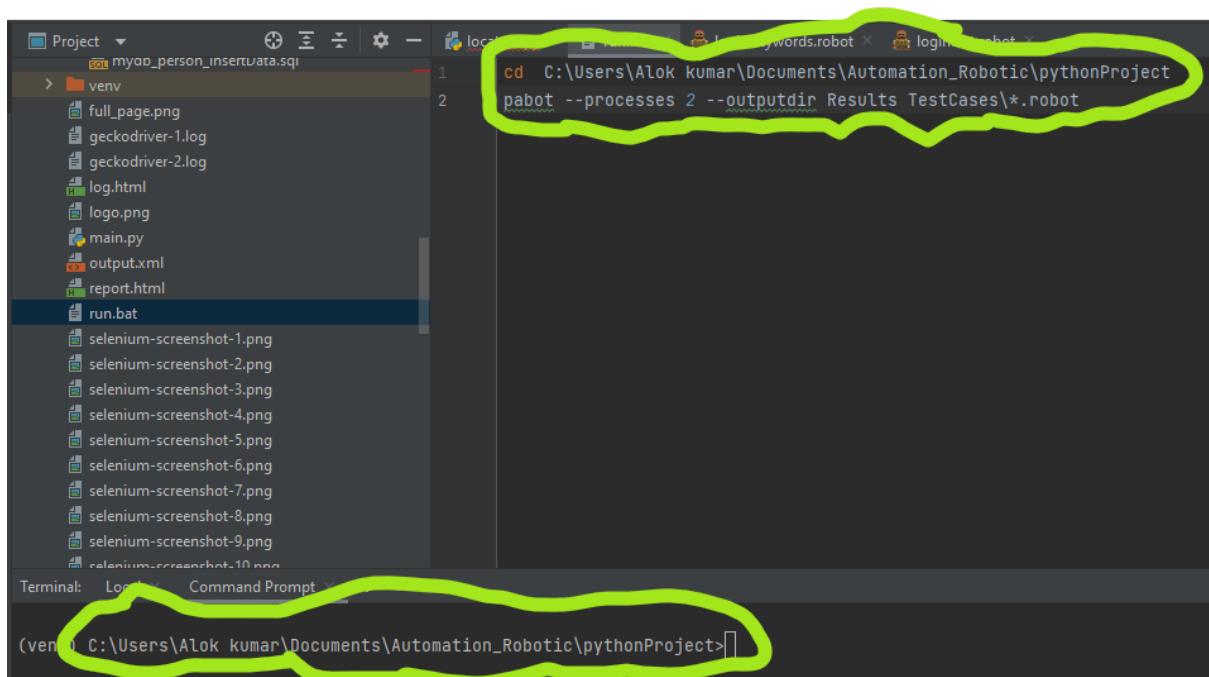 Project
mydb_person_insertData.sql
venv
full_page.png
geckodriver-1.log
geckodriver-2.log
log.html
logo.png
main.py
output.xml
report.html
run.bat
selenium-screenshot-1.png
selenium-screenshot-2.png
selenium-screenshot-3.png
selenium-screenshot-4.png
selenium-screenshot-5.png
selenium-screenshot-6.png
selenium-screenshot-7.png
selenium-screenshot-8.png
selenium-screenshot-9.png
selenium-screenshot-10.png
1 cd C:\Users\Alok kumar\Documents\Automation_Robotic\pythonProject
2 pabot --processes 2 --outputdir Results TestCases\*.robot
Terminal: Command Prompt
C:\Users\Alok kumar\Documents\Automation_Robotic\pythonProject>